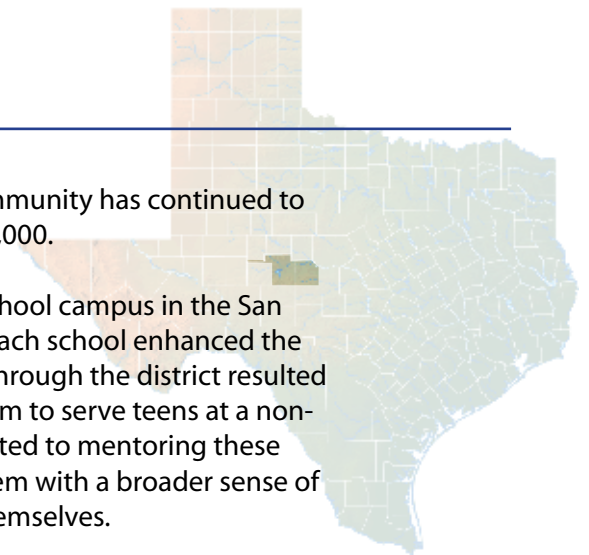 mmunity has continued to
,000.
chool campus in the San
ach school enhanced the
hrough the district resulted
m to serve teens at a non-
ted to mentoring these
em with a broader sense of
emselves.